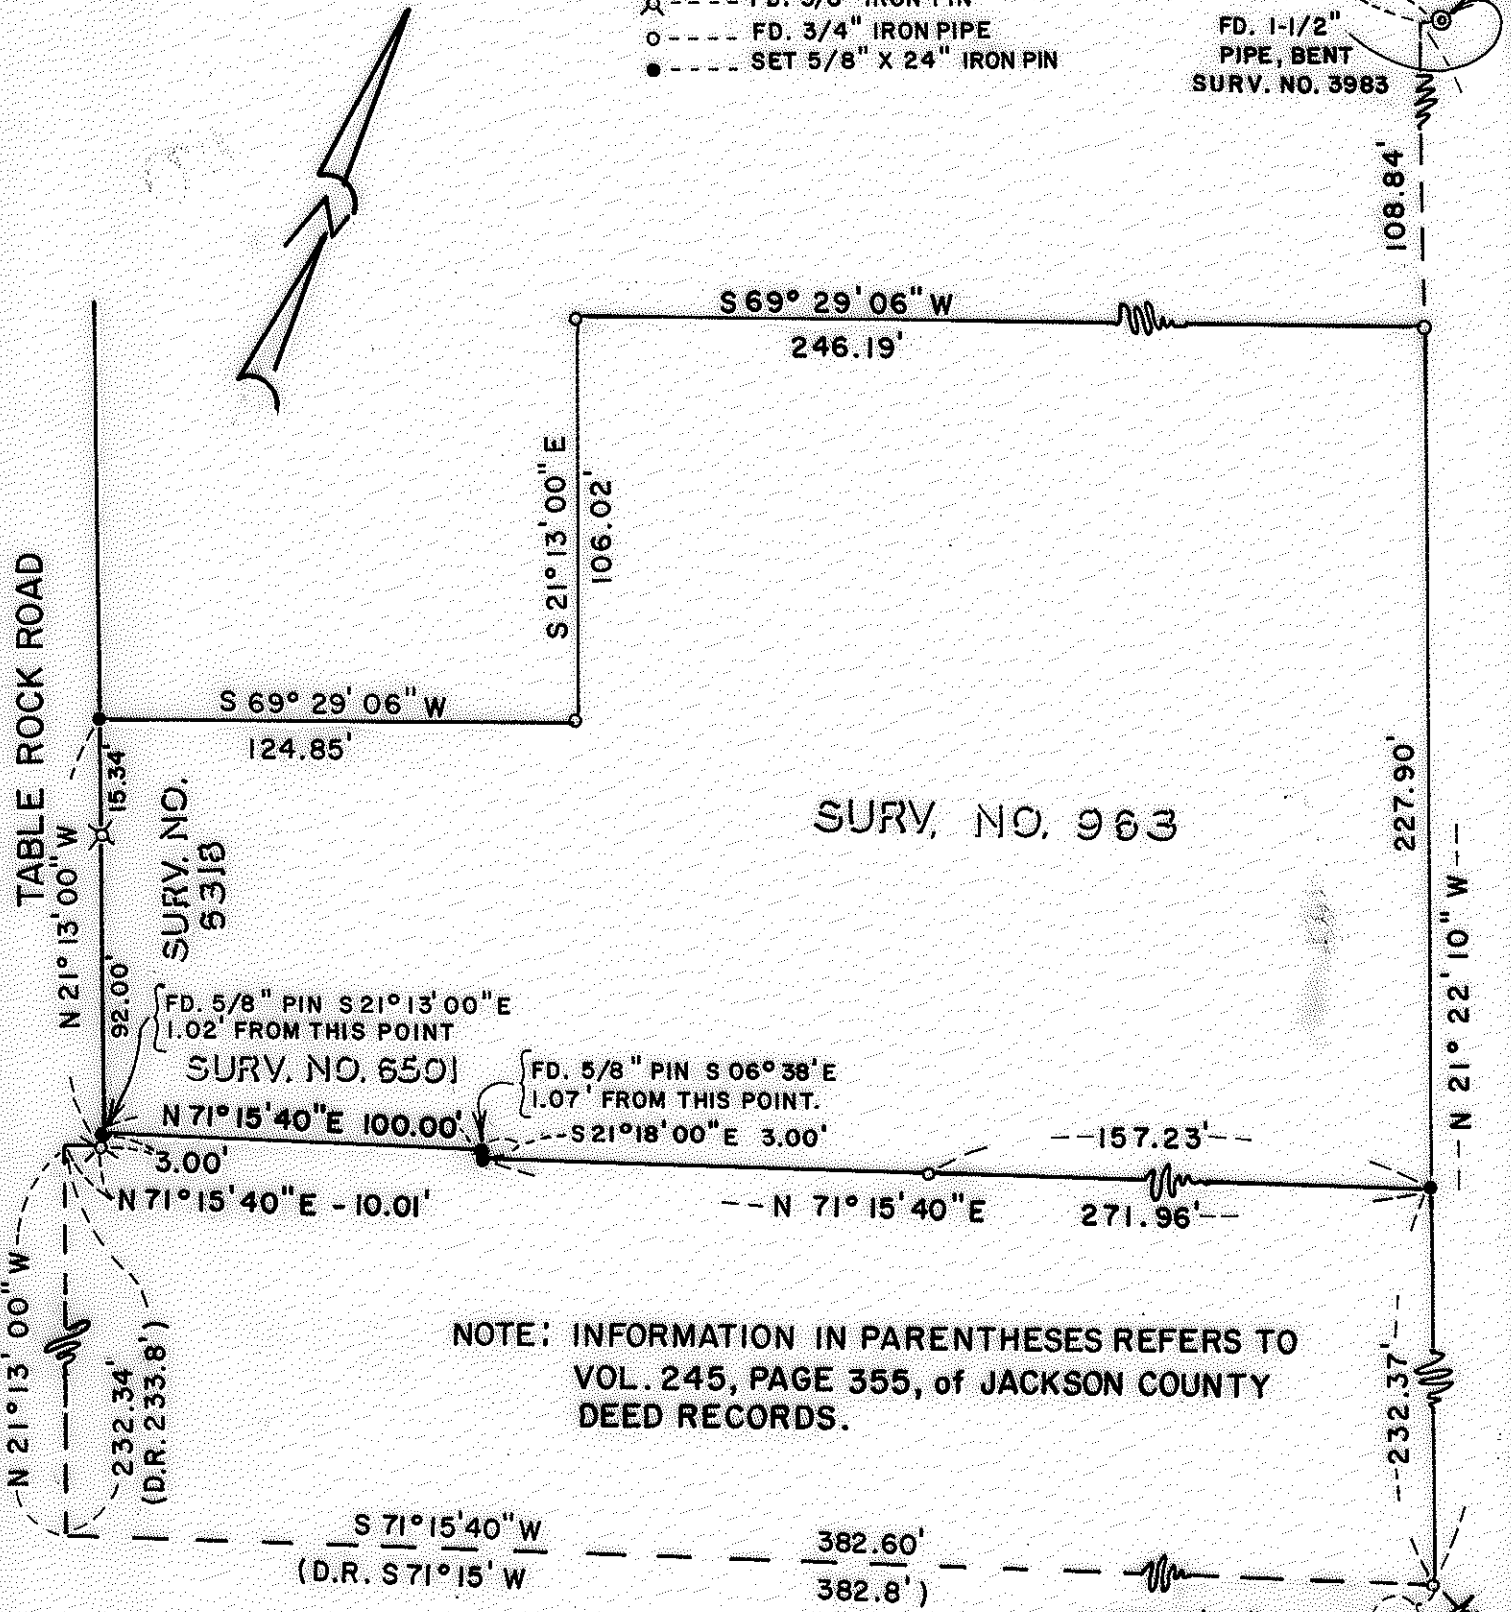 FD. 5/8" IRON PIN
FD. 3/4" IRON PIPE
SET 5/8" X 24" IRON PIN
FD. 1-1/2"
PIPE, BENT
SURV. NO. 3983
108.84'
S 69° 29' 06" W
246.19'
S 21° 13' 00" E
106.02'
TABLE ROCK ROAD
S 69° 29' 06" W
124.85'
15.34'
N 21° 13' 00" W
92.00'
SURV. NO.
SURV. NO. 963
227.90'
N 21° 22' 10" W
FD. 5/8" PIN S 21° 13' 00" E
1.02' FROM THIS POINT
SURV. NO. 6501
FD. 5/8" PIN S 06° 38' E
1.07' FROM THIS POINT.
N 71° 15' 40" E 100.00'
S 21° 18' 00" E 3.00'
157.23'
3.00'
N 71° 15' 40" E - 10.01'
N 71° 15' 40" E
271.96'
N 21° 13' 00" W
232.34'
(D.R. 233.8')
NOTE: INFORMATION IN PARENTHESES REFERS TO
VOL. 245, PAGE 355, of JACKSON COUNTY
DEED RECORDS.
232.37'
S 71° 15' 40" W
382.60'
(D.R. S 71° 15' W
382.8')